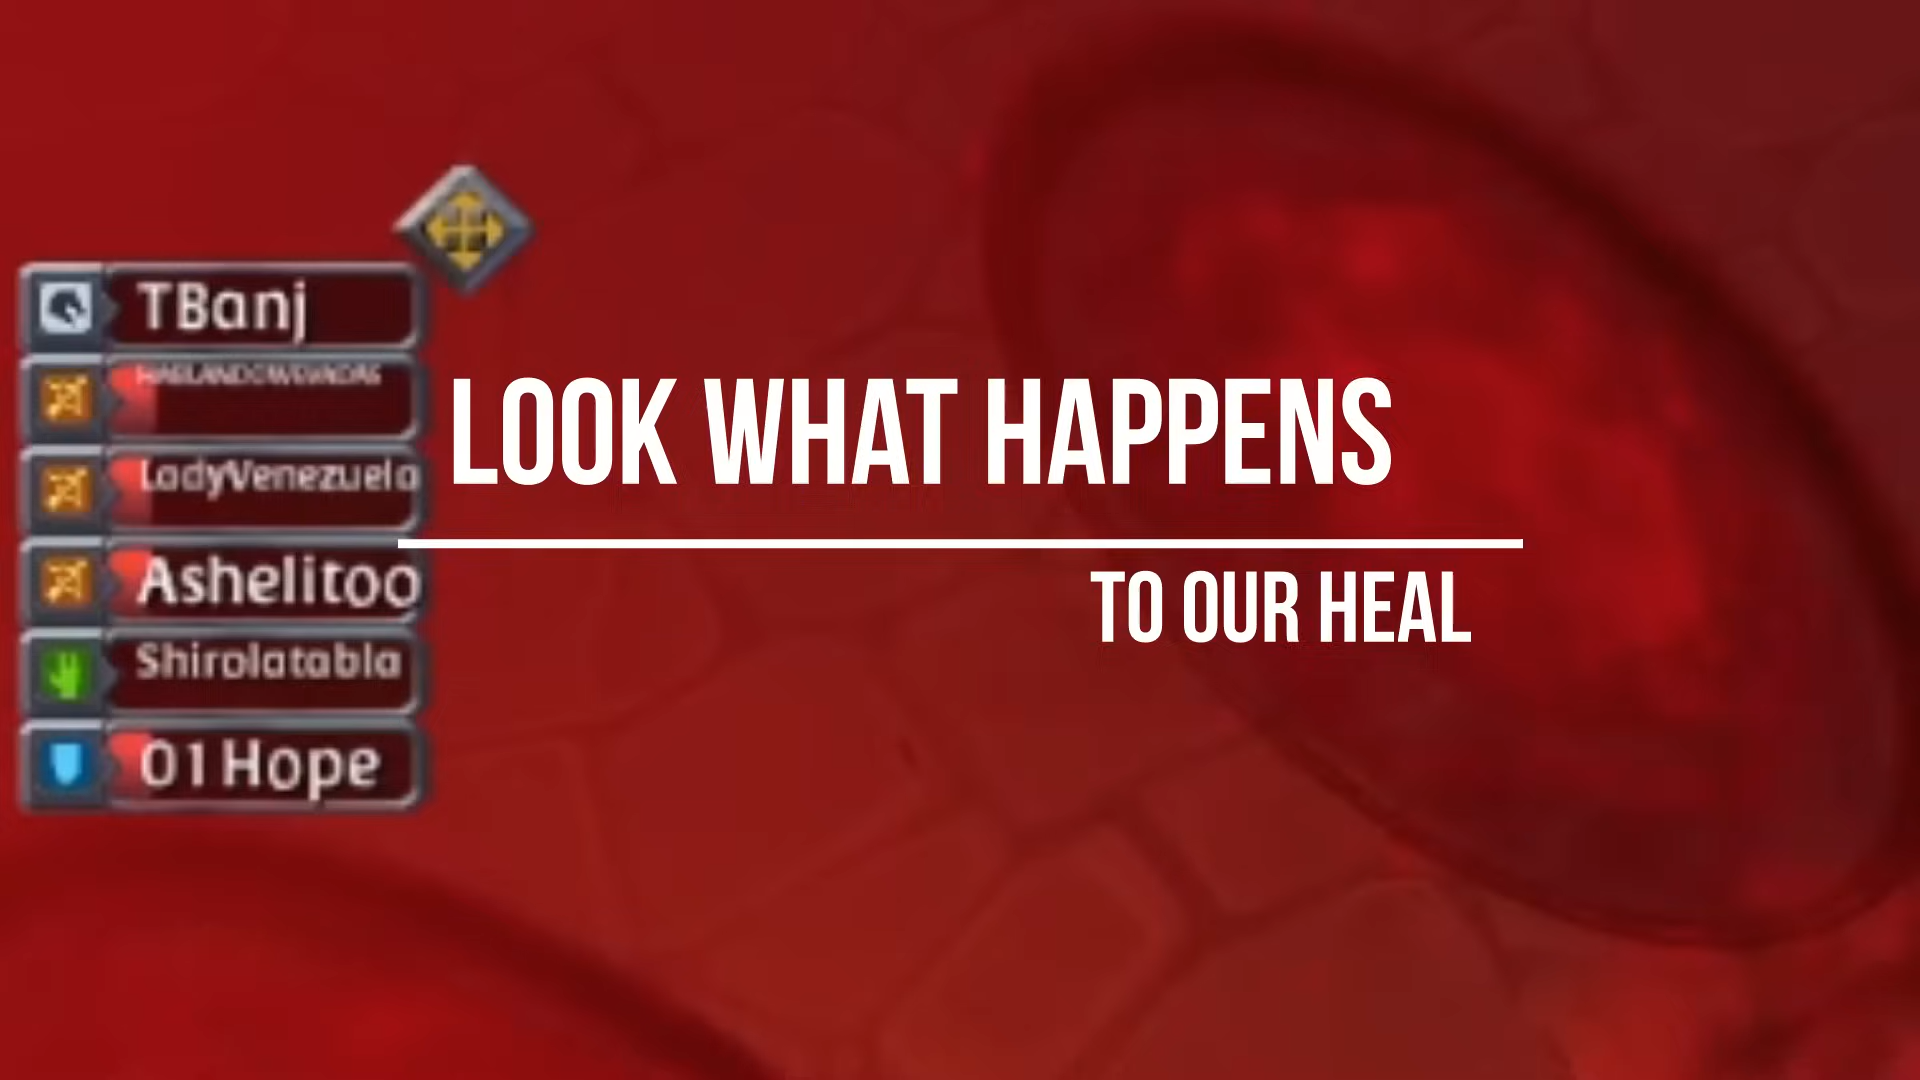 TBanj
LadyVenezuela
Ashelitoo
Shirolatabla
01Hope
LOOK WHAT HAPPENS
TO OUR HEAL